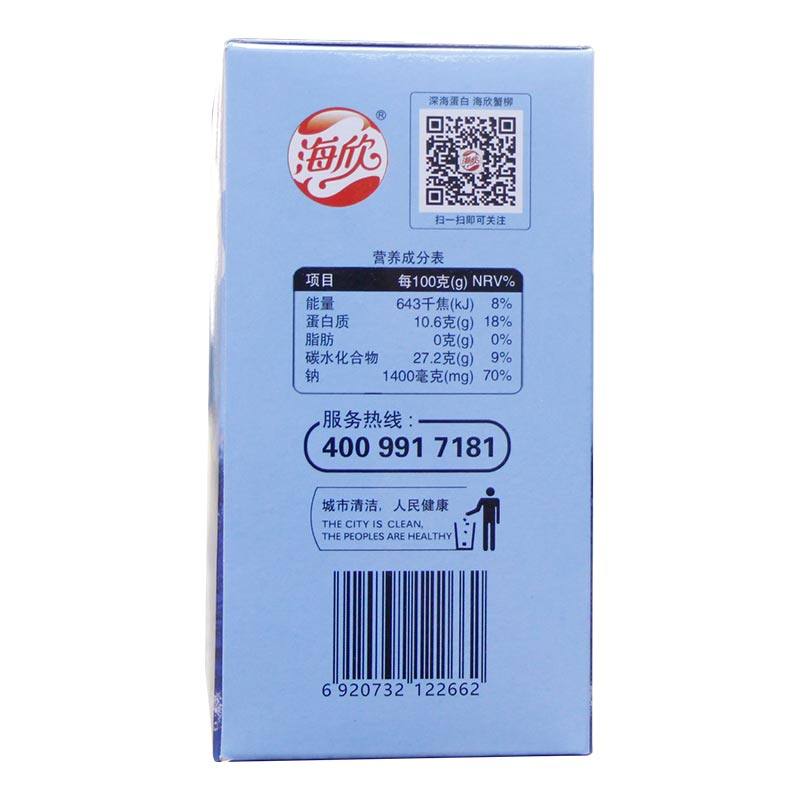 海欣®
深海蛋白 海欣蟹柳
海欣
扫一扫即可关注
营养成分表
项目 每100克(g) NRV%
能量 643千焦(kJ) 8%
蛋白质 10.6克(g) 18%
脂肪 0克(g) 0%
碳水化合物 27.2克(g) 9%
钠 1400毫克(mg) 70%
服务热线:
400 991 7181
城市清洁，人民健康
THE CITY IS CLEAN,
THE PEOPLES ARE HEALTHY
6 920732 122662